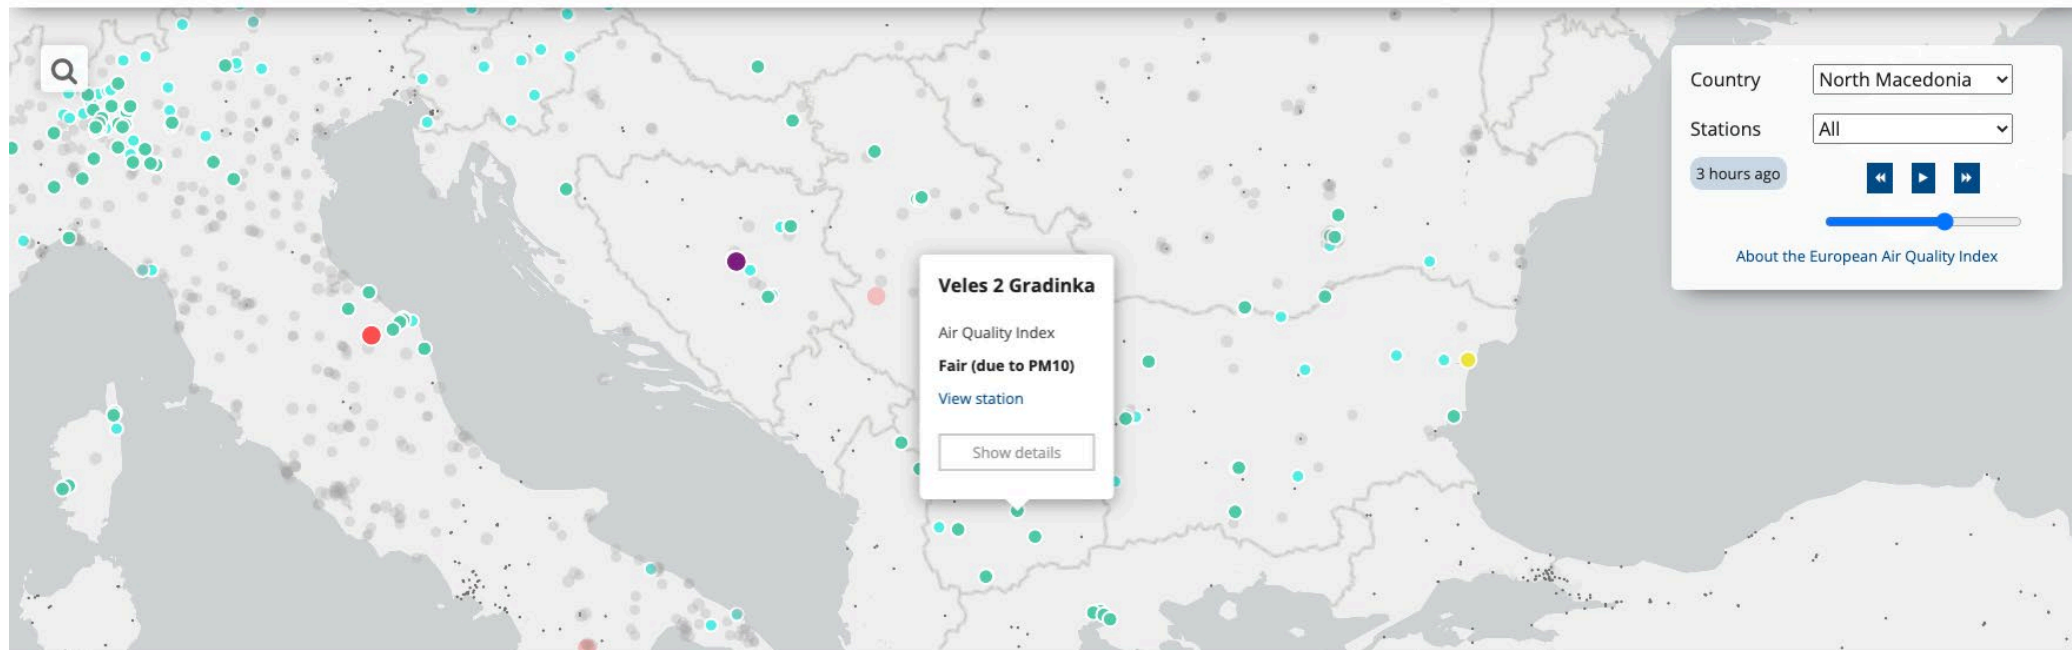 Country
North Macedonia
Stations
All
3 hours ago
About the European Air Quality Index
Veles 2 Gradinka
Air Quality Index
Fair (due to PM10)
View station
Show details